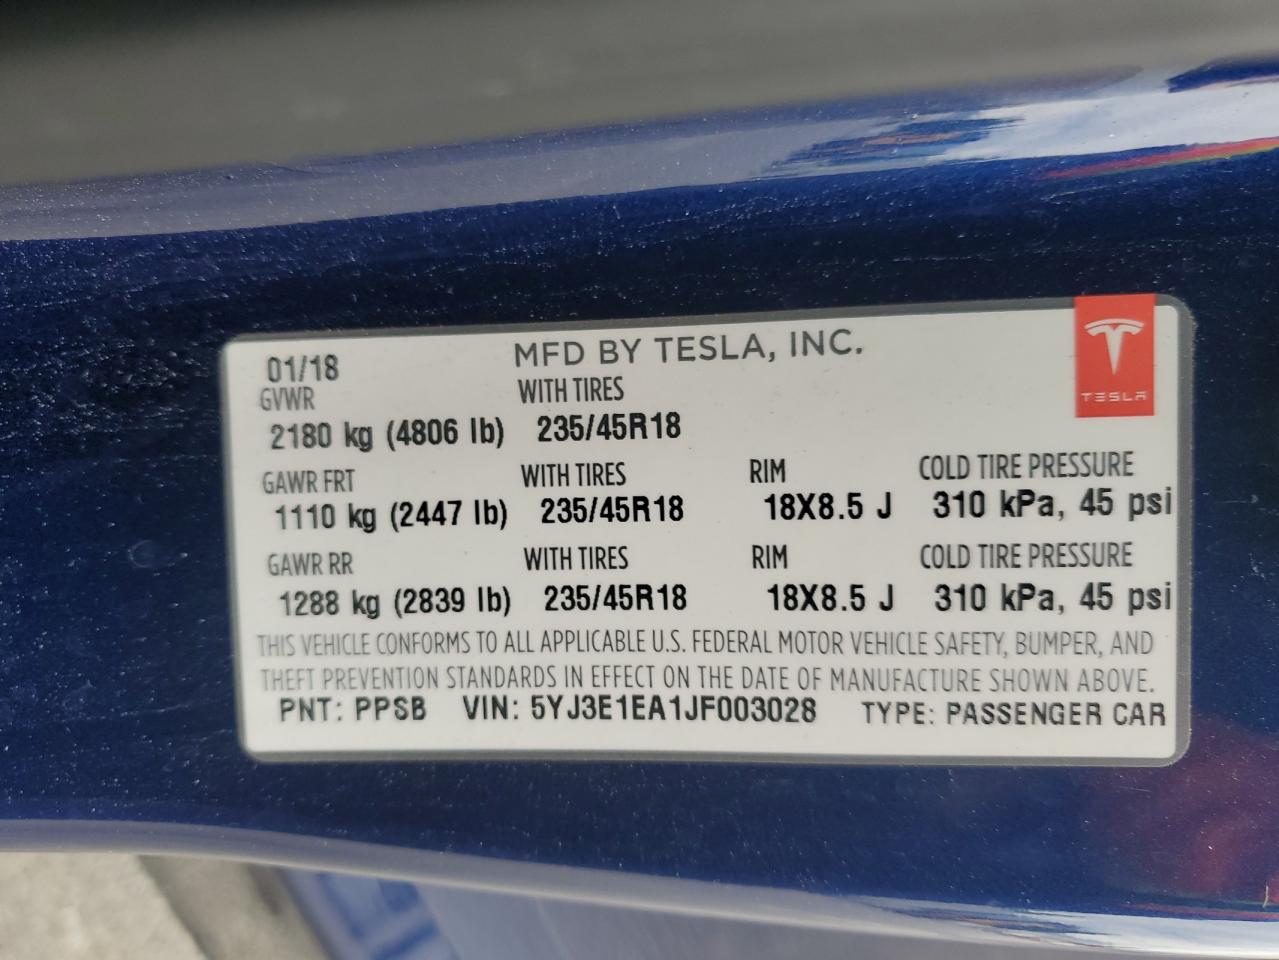 01/18 MFD BY TESLA, INC.
GVWR WITH TIRES
2180 kg (4806 lb) 235/45R18
TESLA
GAWR FRT WITH TIRES RIM COLD TIRE PRESSURE
1110 kg (2447 lb) 235/45R18 18X8.5 J 310 kPa, 45 psi
GAWR RR WITH TIRES RIM COLD TIRE PRESSURE
1288 kg (2839 lb) 235/45R18 18X8.5 J 310 kPa, 45 psi
THIS VEHICLE CONFORMS TO ALL APPLICABLE U.S. FEDERAL MOTOR VEHICLE SAFETY, BUMPER, AND
THEFT PREVENTION STANDARDS IN EFFECT ON THE DATE OF MANUFACTURE SHOWN ABOVE.
PNT: PPSB VIN: 5YJ3E1EA1JF003028 TYPE: PASSENGER CAR